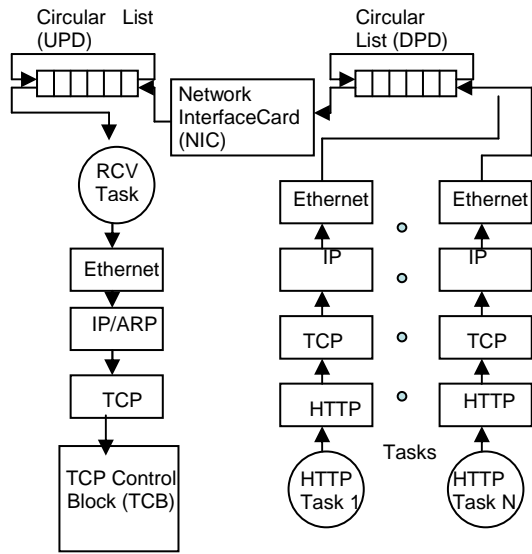 Circular List
(UPD)
Circular
List (DPD)
Network
InterfaceCard
(NIC)
RCV
Task
Ethernet
IP/ARP
TCP
TCP Control
Block (TCB)
Ethernet
IP
TCP
HTTP
HTTP
Task 1
Tasks
Ethernet
IP
TCP
HTTP
HTTP
Task N